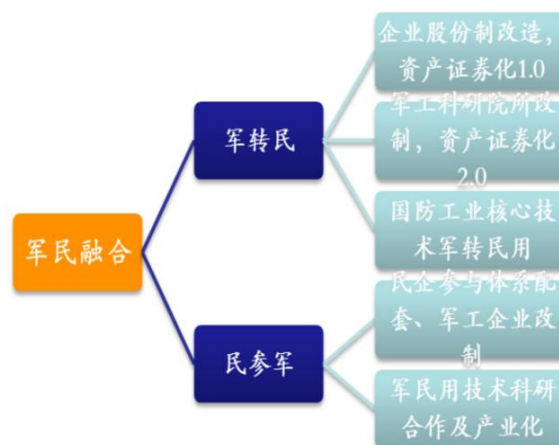 军民融合
军转民
企业股份制改造，
资产证券化1.0
军工科研院所改
制，资产证券化
2.0
国防工业核心技
术军转民用
民参军
民企参与体系配
套、军工企业改
制
军民用技术科研
合作及产业化